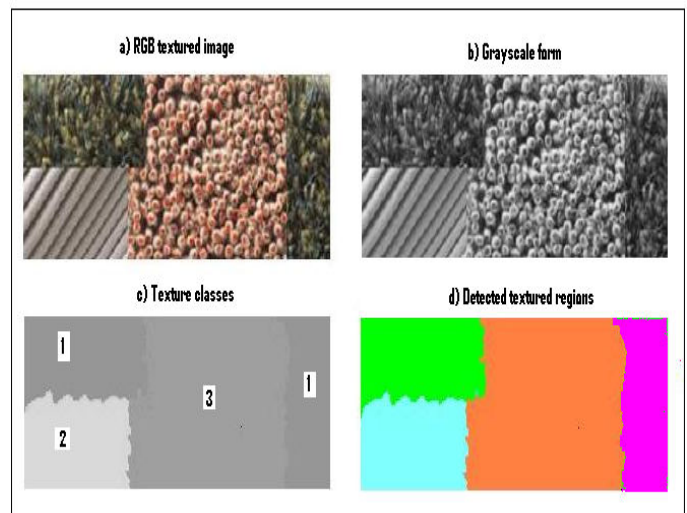 a) RGB textured image
b) Grayscale form
c) Texture classes
d) Detected textured regions
1
1
3
2